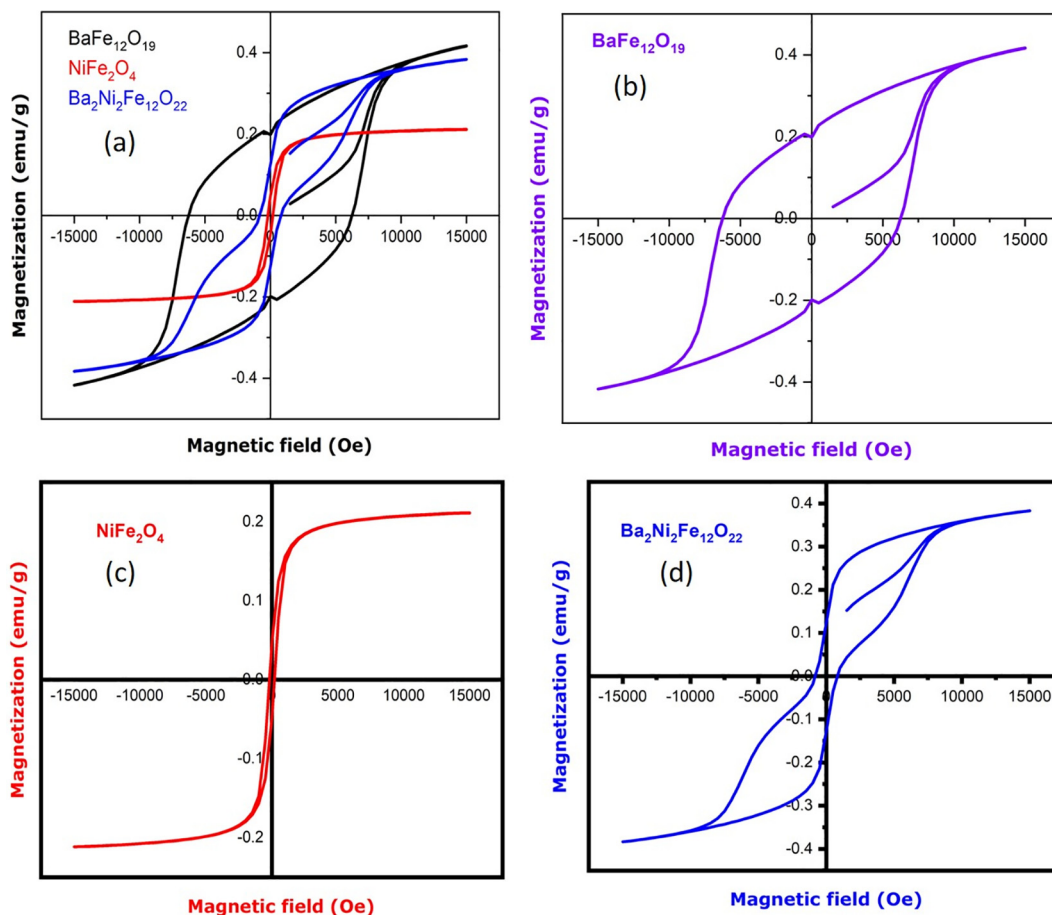 BaFe₁₂O₁₉
NiFe₂O₄
Ba₂Ni₂Fe₁₂O₂₂
(a)
0.4
0.2
0.0
-0.2
-0.4
-15000 -10000 -5000 0 5000 10000 15000
Magnetization (emu/g)
Magnetic field (Oe)
BaFe₁₂O₁₉
(b)
0.4
0.2
0.0
-0.2
-0.4
-15000 -10000 -5000 0 5000 10000 15000
Magnetization (emu/g)
Magnetic field (Oe)
NiFe₂O₄
(c)
0.2
0.1
0.0
-0.1
-0.2
-15000 -10000 -5000 0 5000 10000 15000
Magnetization (emu/g)
Magnetic field (Oe)
Ba₂Ni₂Fe₁₂O₂₂
(d)
0.4
0.3
0.2
0.1
0.0
-0.1
-0.2
-0.3
-0.4
-15000 -10000 -5000 0 5000 10000 15000
Magnetization (emu/g)
Magnetic field (Oe)